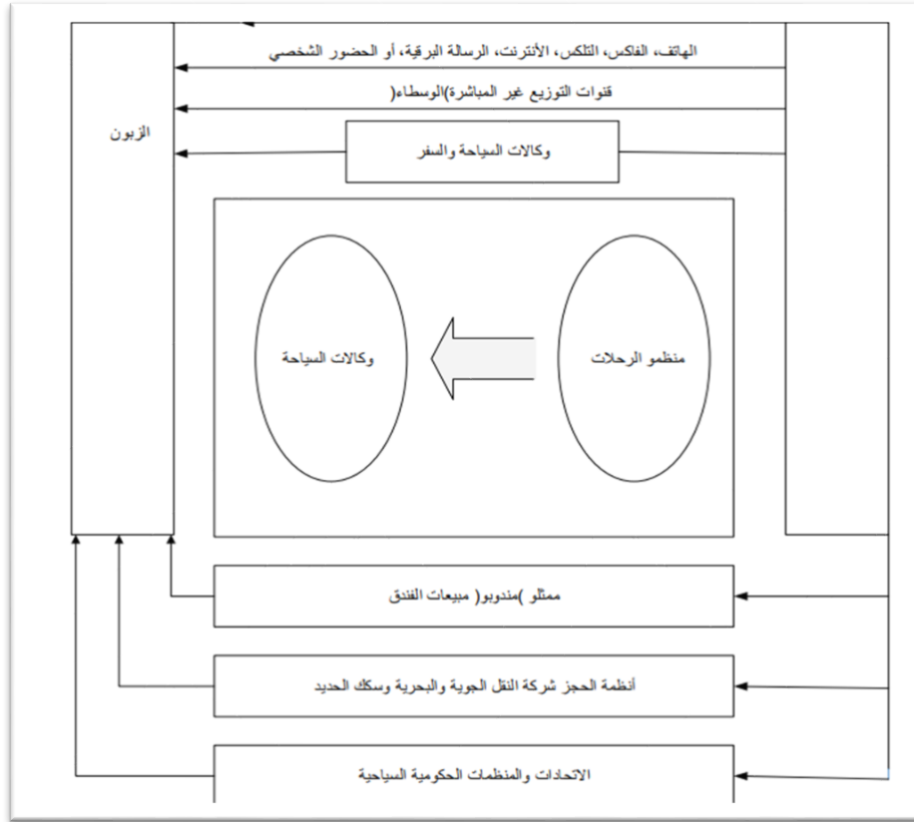 الهاتف، الفاكس، التلكس، الأنترنت، الرسالة البرقية، أو الحضور الشخصي
قنوات التوزيع غير المباشرة)الوسطاء(
الزبون
وكالات السياحة والسفر
منظمو الرحلات
وكالات السياحة
ممثلو )مندوبو( مبيعات الفندق
أنظمة الحجز شركة النقل الجوية والبحرية وسكك الحديد
الاتحادات والمنظمات الحكومية السياحية